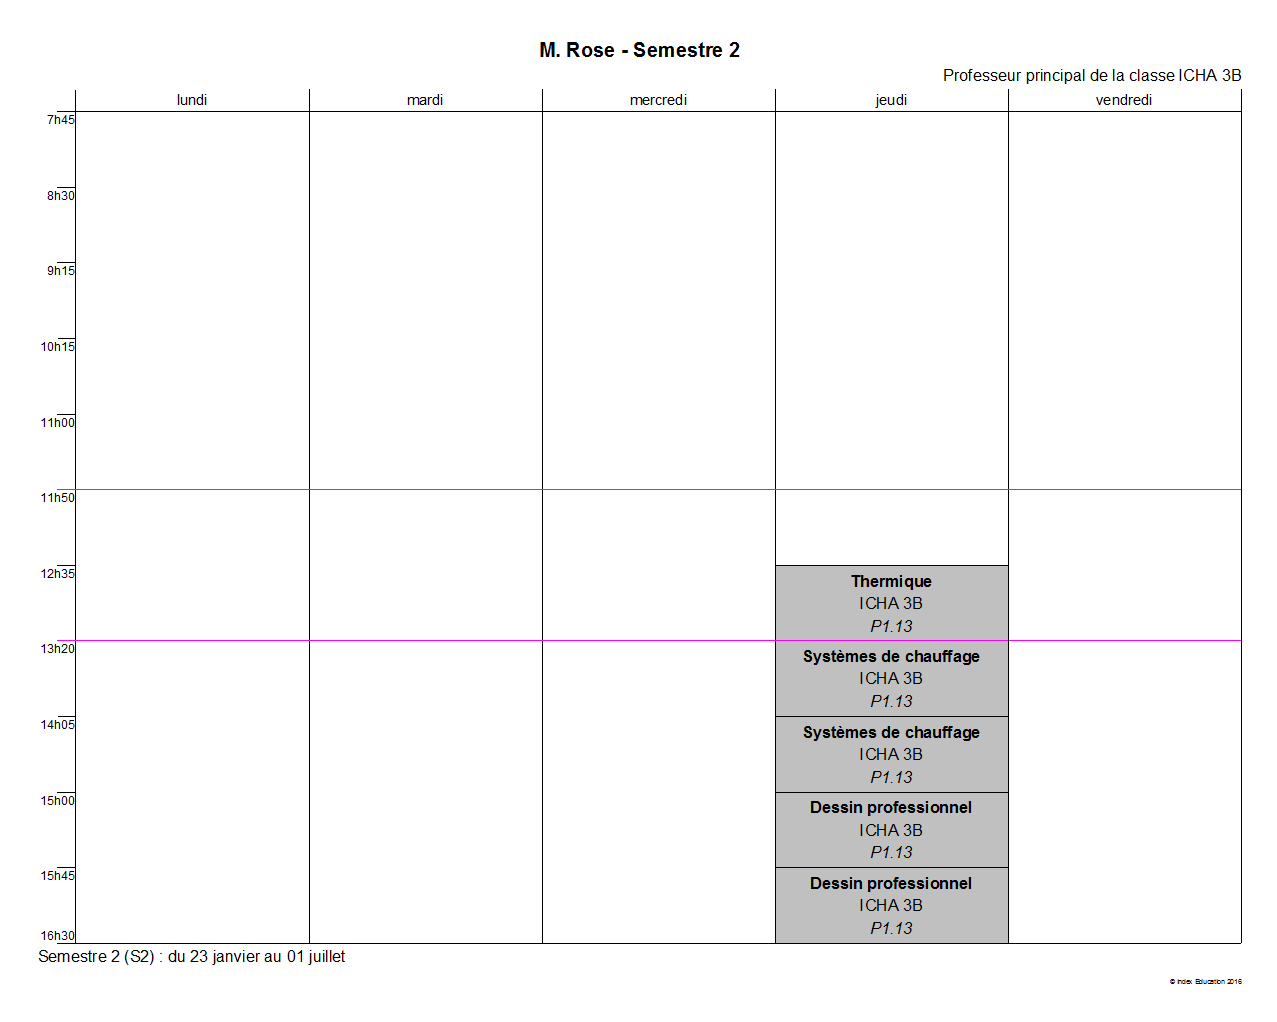 M. Rose - Semestre 2
Professeur principal de la classe ICHA 3B
lundi mardi mercredi jeudi vendredi
7h45
8h30
9h15
10h15
11h00
11h50
12h35
Thermique
ICHA 3B
P1.13
13h20
Systèmes de chauffage
ICHA 3B
P1.13
14h05
Systèmes de chauffage
ICHA 3B
P1.13
15h00
Dessin professionnel
ICHA 3B
P1.13
15h45
Dessin professionnel
ICHA 3B
P1.13
16h30
Semestre 2 (S2) : du 23 janvier au 01 juillet
© Index Education 2016